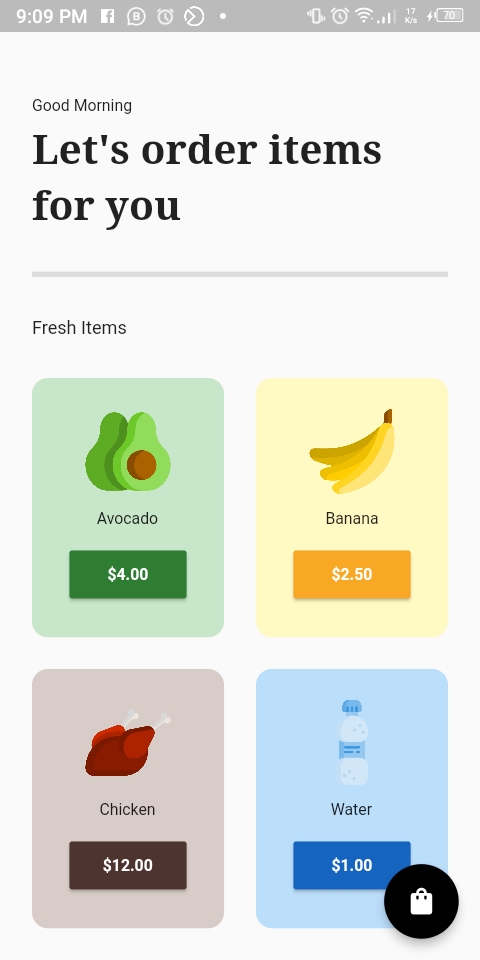 9:09 PM
17
K/s
70
Good Morning
Let's order items
for you
Fresh Items
Avocado
Banana
$4.00
$2.50
Chicken
Water
$12.00
$1.00